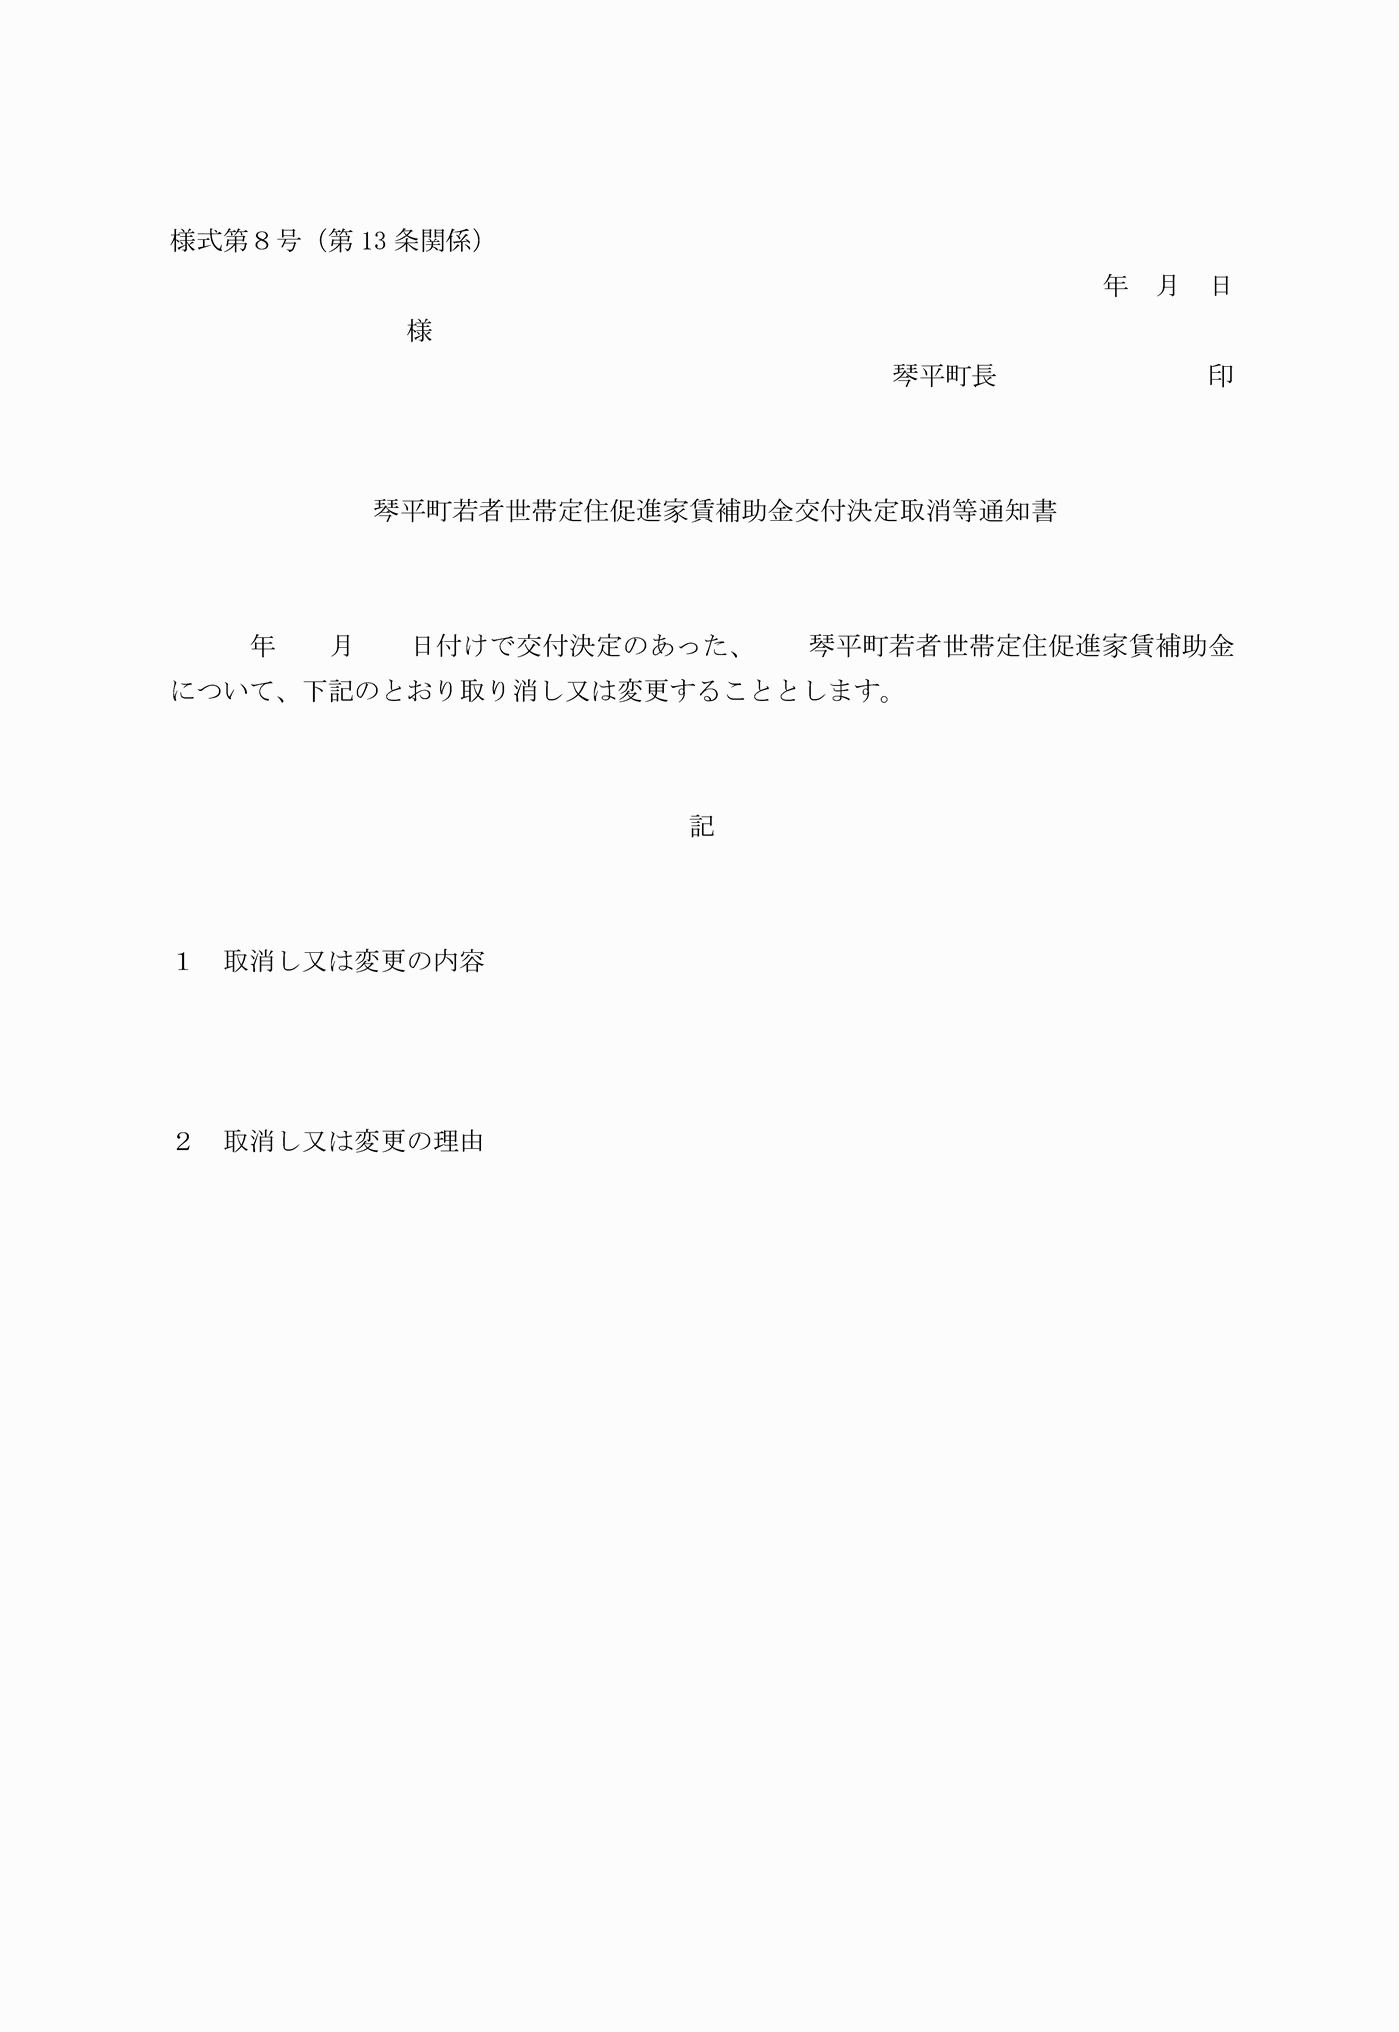 様式第８号（第 13 条関係）
年　月　日
様
琴平町長　　　　　　　　印
琴平町若者世帯定住促進家賃補助金交付決定取消等通知書
年　　月　　日付けで交付決定のあった、　　琴平町若者世帯定住促進家賃補助金
について、下記のとおり取り消し又は変更することとします。
記
１　取消し又は変更の内容
２　取消し又は変更の理由